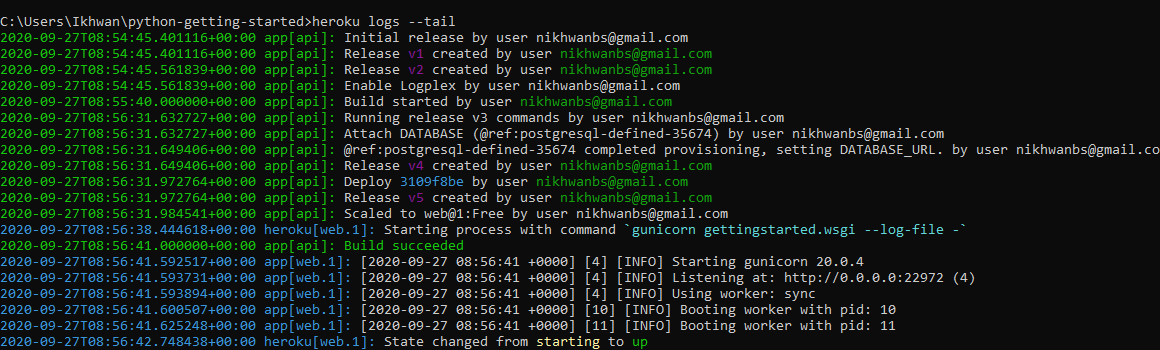 C:\Users\Ikhwan\python-getting-started>heroku logs --tail
2020-09-27T08:54:45.401116+00:00 app[api]: Initial release by user nikhwanbs@gmail.com
2020-09-27T08:54:45.401116+00:00 app[api]: Release v1 created by user nikhwanbs@gmail.com
2020-09-27T08:54:45.561839+00:00 app[api]: Release v2 created by user nikhwanbs@gmail.com
2020-09-27T08:54:45.561839+00:00 app[api]: Enable Logplex by user nikhwanbs@gmail.com
2020-09-27T08:55:40.000000+00:00 app[api]: Build started by user nikhwanbs@gmail.com
2020-09-27T08:56:31.632727+00:00 app[api]: Running release v3 commands by user nikhwanbs@gmail.com
2020-09-27T08:56:31.632727+00:00 app[api]: Attach DATABASE (@ref:postgresql-defined-35674) by user nikhwanbs@gmail.com
2020-09-27T08:56:31.649406+00:00 app[api]: @ref:postgresql-defined-35674 completed provisioning, setting DATABASE_URL. by user nikhwanbs@gmail.co
2020-09-27T08:56:31.649406+00:00 app[api]: Release v4 created by user nikhwanbs@gmail.com
2020-09-27T08:56:31.972764+00:00 app[api]: Deploy 3109f8be by user nikhwanbs@gmail.com
2020-09-27T08:56:31.972764+00:00 app[api]: Release v5 created by user nikhwanbs@gmail.com
2020-09-27T08:56:31.984541+00:00 app[api]: Scaled to web@1:Free by user nikhwanbs@gmail.com
2020-09-27T08:56:38.444618+00:00 heroku[web.1]: Starting process with command `gunicorn gettingstarted.wsgi --log-file -`
2020-09-27T08:56:41.000000+00:00 app[api]: Build succeeded
2020-09-27T08:56:41.592517+00:00 app[web.1]: [2020-09-27 08:56:41 +0000] [4] [INFO] Starting gunicorn 20.0.4
2020-09-27T08:56:41.593731+00:00 app[web.1]: [2020-09-27 08:56:41 +0000] [4] [INFO] Listening at: http://0.0.0.0:22972 (4)
2020-09-27T08:56:41.593894+00:00 app[web.1]: [2020-09-27 08:56:41 +0000] [4] [INFO] Using worker: sync
2020-09-27T08:56:41.600507+00:00 app[web.1]: [2020-09-27 08:56:41 +0000] [10] [INFO] Booting worker with pid: 10
2020-09-27T08:56:41.625248+00:00 app[web.1]: [2020-09-27 08:56:41 +0000] [11] [INFO] Booting worker with pid: 11
2020-09-27T08:56:42.748438+00:00 heroku[web.1]: State changed from starting to up